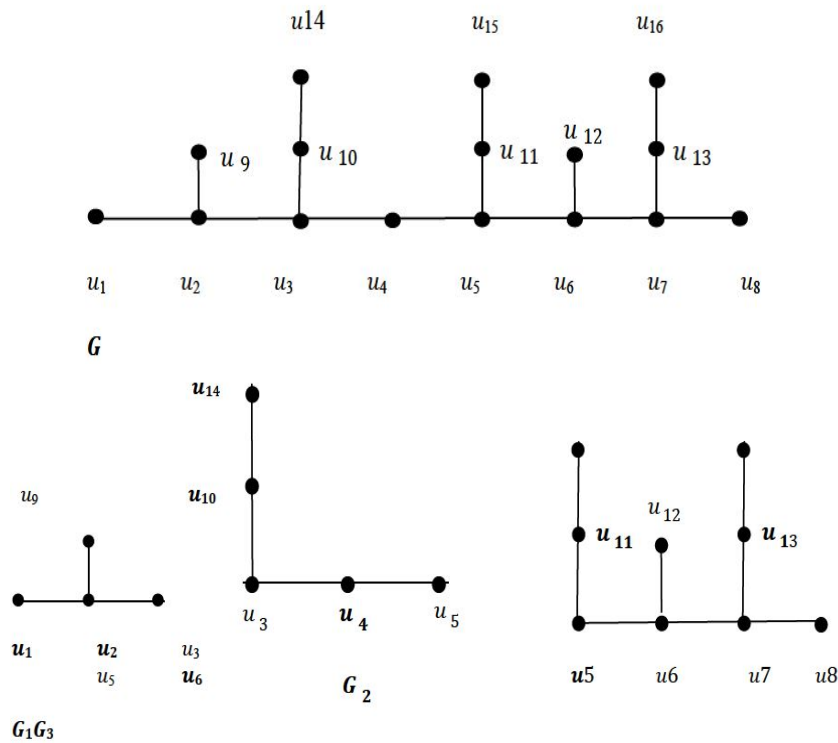 u14 u₁₅ u₁₆
u ₉ u ₁₀ u ₁₁ u ₁₂ u ₁₃
u₁ u₂ u₃ u₄ u₅ u₆ u₇ u₈
G
u₁₄
u₉ u₁₀ u ₁₁ u ₁₂ u ₁₃
u ₃ u ₄ u ₅
u₁ u₂ u₃ u5 u6 u7 u8
u₅ u₆
G ₂
G₁G₃